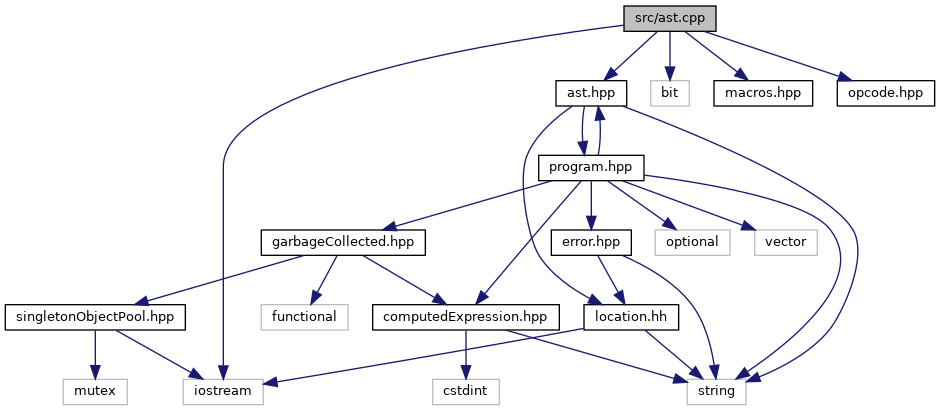 src/ast.cpp
ast.hpp
bit
macros.hpp
opcode.hpp
program.hpp
garbageCollected.hpp
error.hpp
optional
vector
singletonObjectPool.hpp
functional
computedExpression.hpp
location.hh
mutex
iostream
cstdint
string